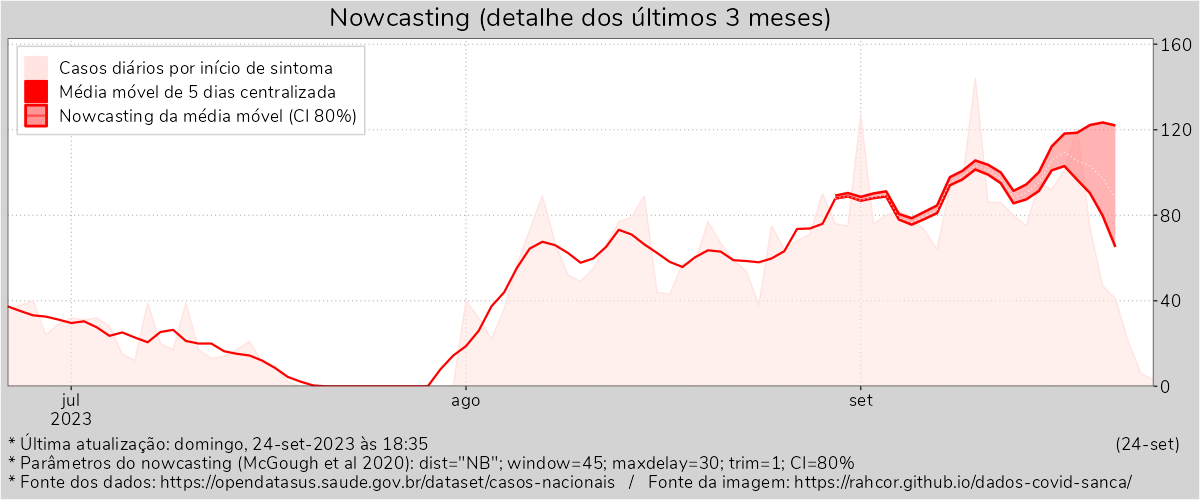 Nowcasting (detalhe dos últimos 3 meses)
Casos diários por início de sintoma
Média móvel de 5 dias centralizada
Nowcasting da média móvel (CI 80%)
160
120
80
40
0
jul
2023
ago
set
* Última atualização: domingo, 24-set-2023 às 18:35
(24-set)
* Parâmetros do nowcasting (McGough et al 2020): dist="NB"; window=45; maxdelay=30; trim=1; CI=80%
* Fonte dos dados: https://opendatasus.saude.gov.br/dataset/casos-nacionais / Fonte da imagem: https://rahcor.github.io/dados-covid-sanca/